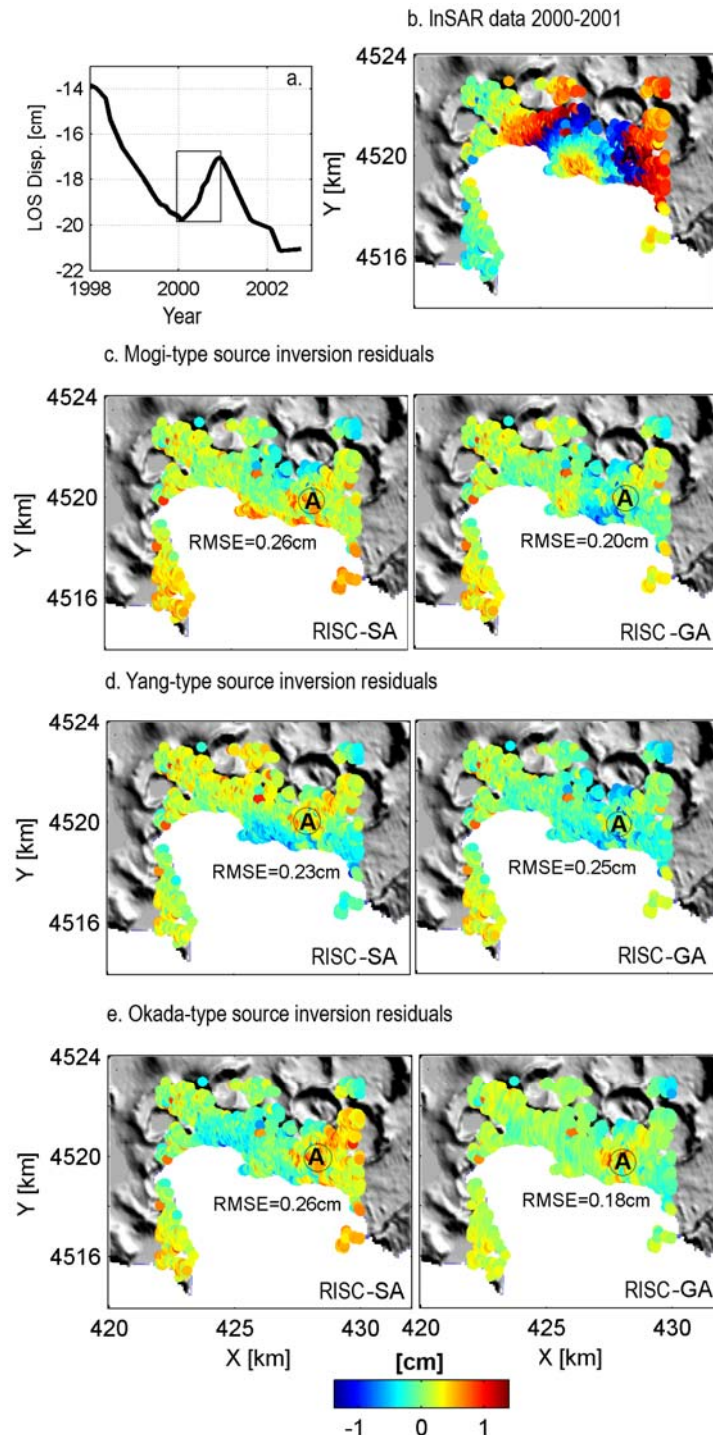 b. InSAR data 2000-2001
a.
-14
-16
-18
-20
-22
LOS Disp. [cm]
1998 2000 2002
Year
4524
4520
4516
Y [km]
A
c. Mogi-type source inversion residuals
4524
4520
4516
Y [km]
A
RMSE=0.26cm
RISC-SA
A
RMSE=0.20cm
RISC-GA
d. Yang-type source inversion residuals
4524
4520
4516
Y [km]
A
RMSE=0.23cm
RISC-SA
A
RMSE=0.25cm
RISC-GA
e. Okada-type source inversion residuals
4524
4520
4516
Y [km]
A
RMSE=0.26cm
RISC-SA
A
RMSE=0.18cm
RISC-GA
420 425 430 420 425 430
X [km] [cm] X [km]
-1 0 1